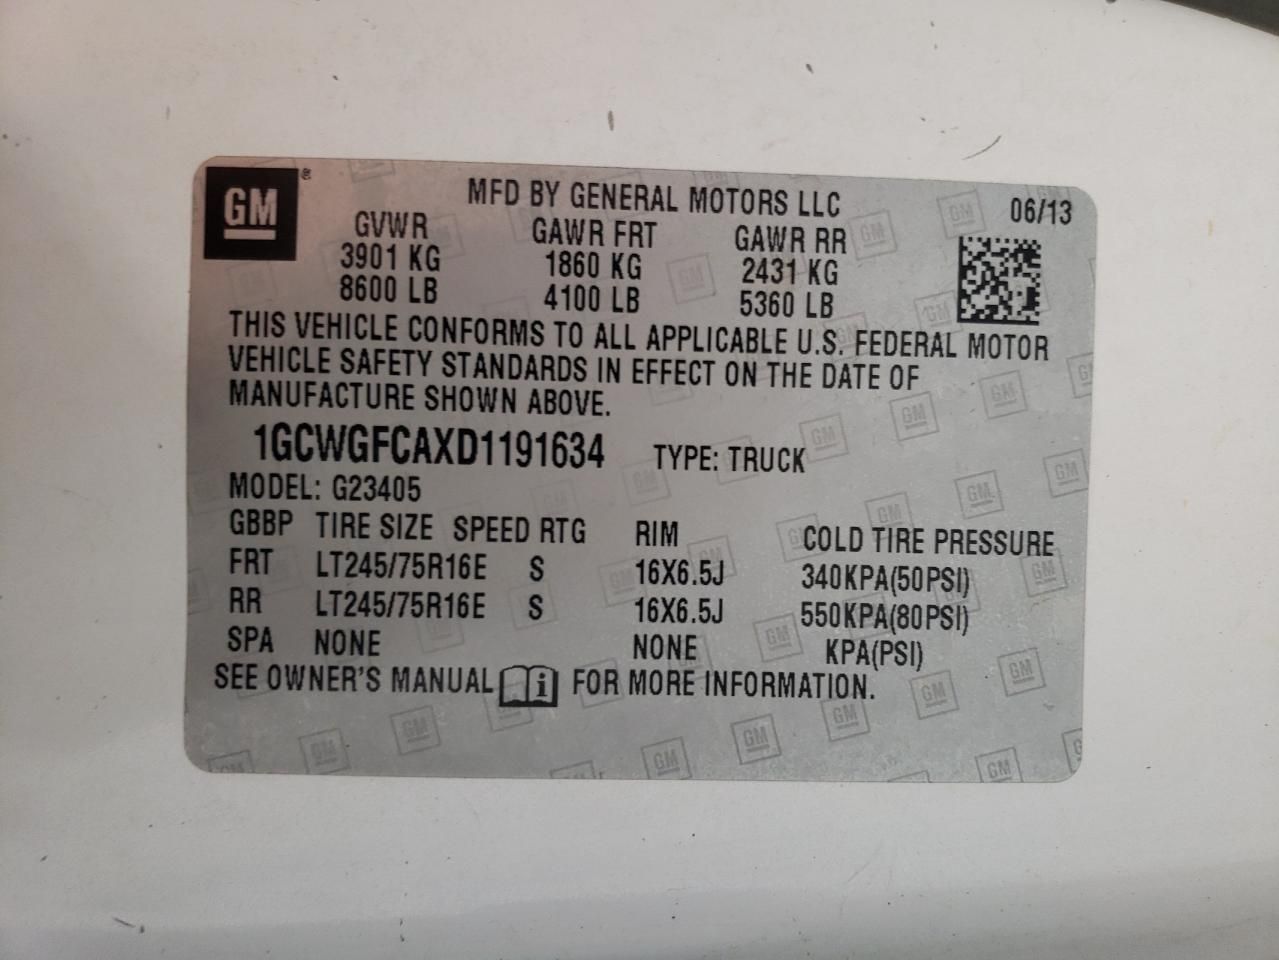 GM ®
MFD BY GENERAL MOTORS LLC 06/13
GVWR GAWR FRT GAWR RR
3901 KG 1860 KG 2431 KG
8600 LB 4100 LB 5360 LB
THIS VEHICLE CONFORMS TO ALL APPLICABLE U.S. FEDERAL MOTOR
VEHICLE SAFETY STANDARDS IN EFFECT ON THE DATE OF
MANUFACTURE SHOWN ABOVE.
1GCWGFCAXD1191634 TYPE: TRUCK
MODEL: G23405
GBBP TIRE SIZE SPEED RTG RIM COLD TIRE PRESSURE
FRT LT245/75R16E S 16X6.5J 340KPA(50PSI)
RR LT245/75R16E S 16X6.5J 550KPA(80PSI)
SPA NONE NONE KPA(PSI)
SEE OWNER'S MANUAL i FOR MORE INFORMATION.